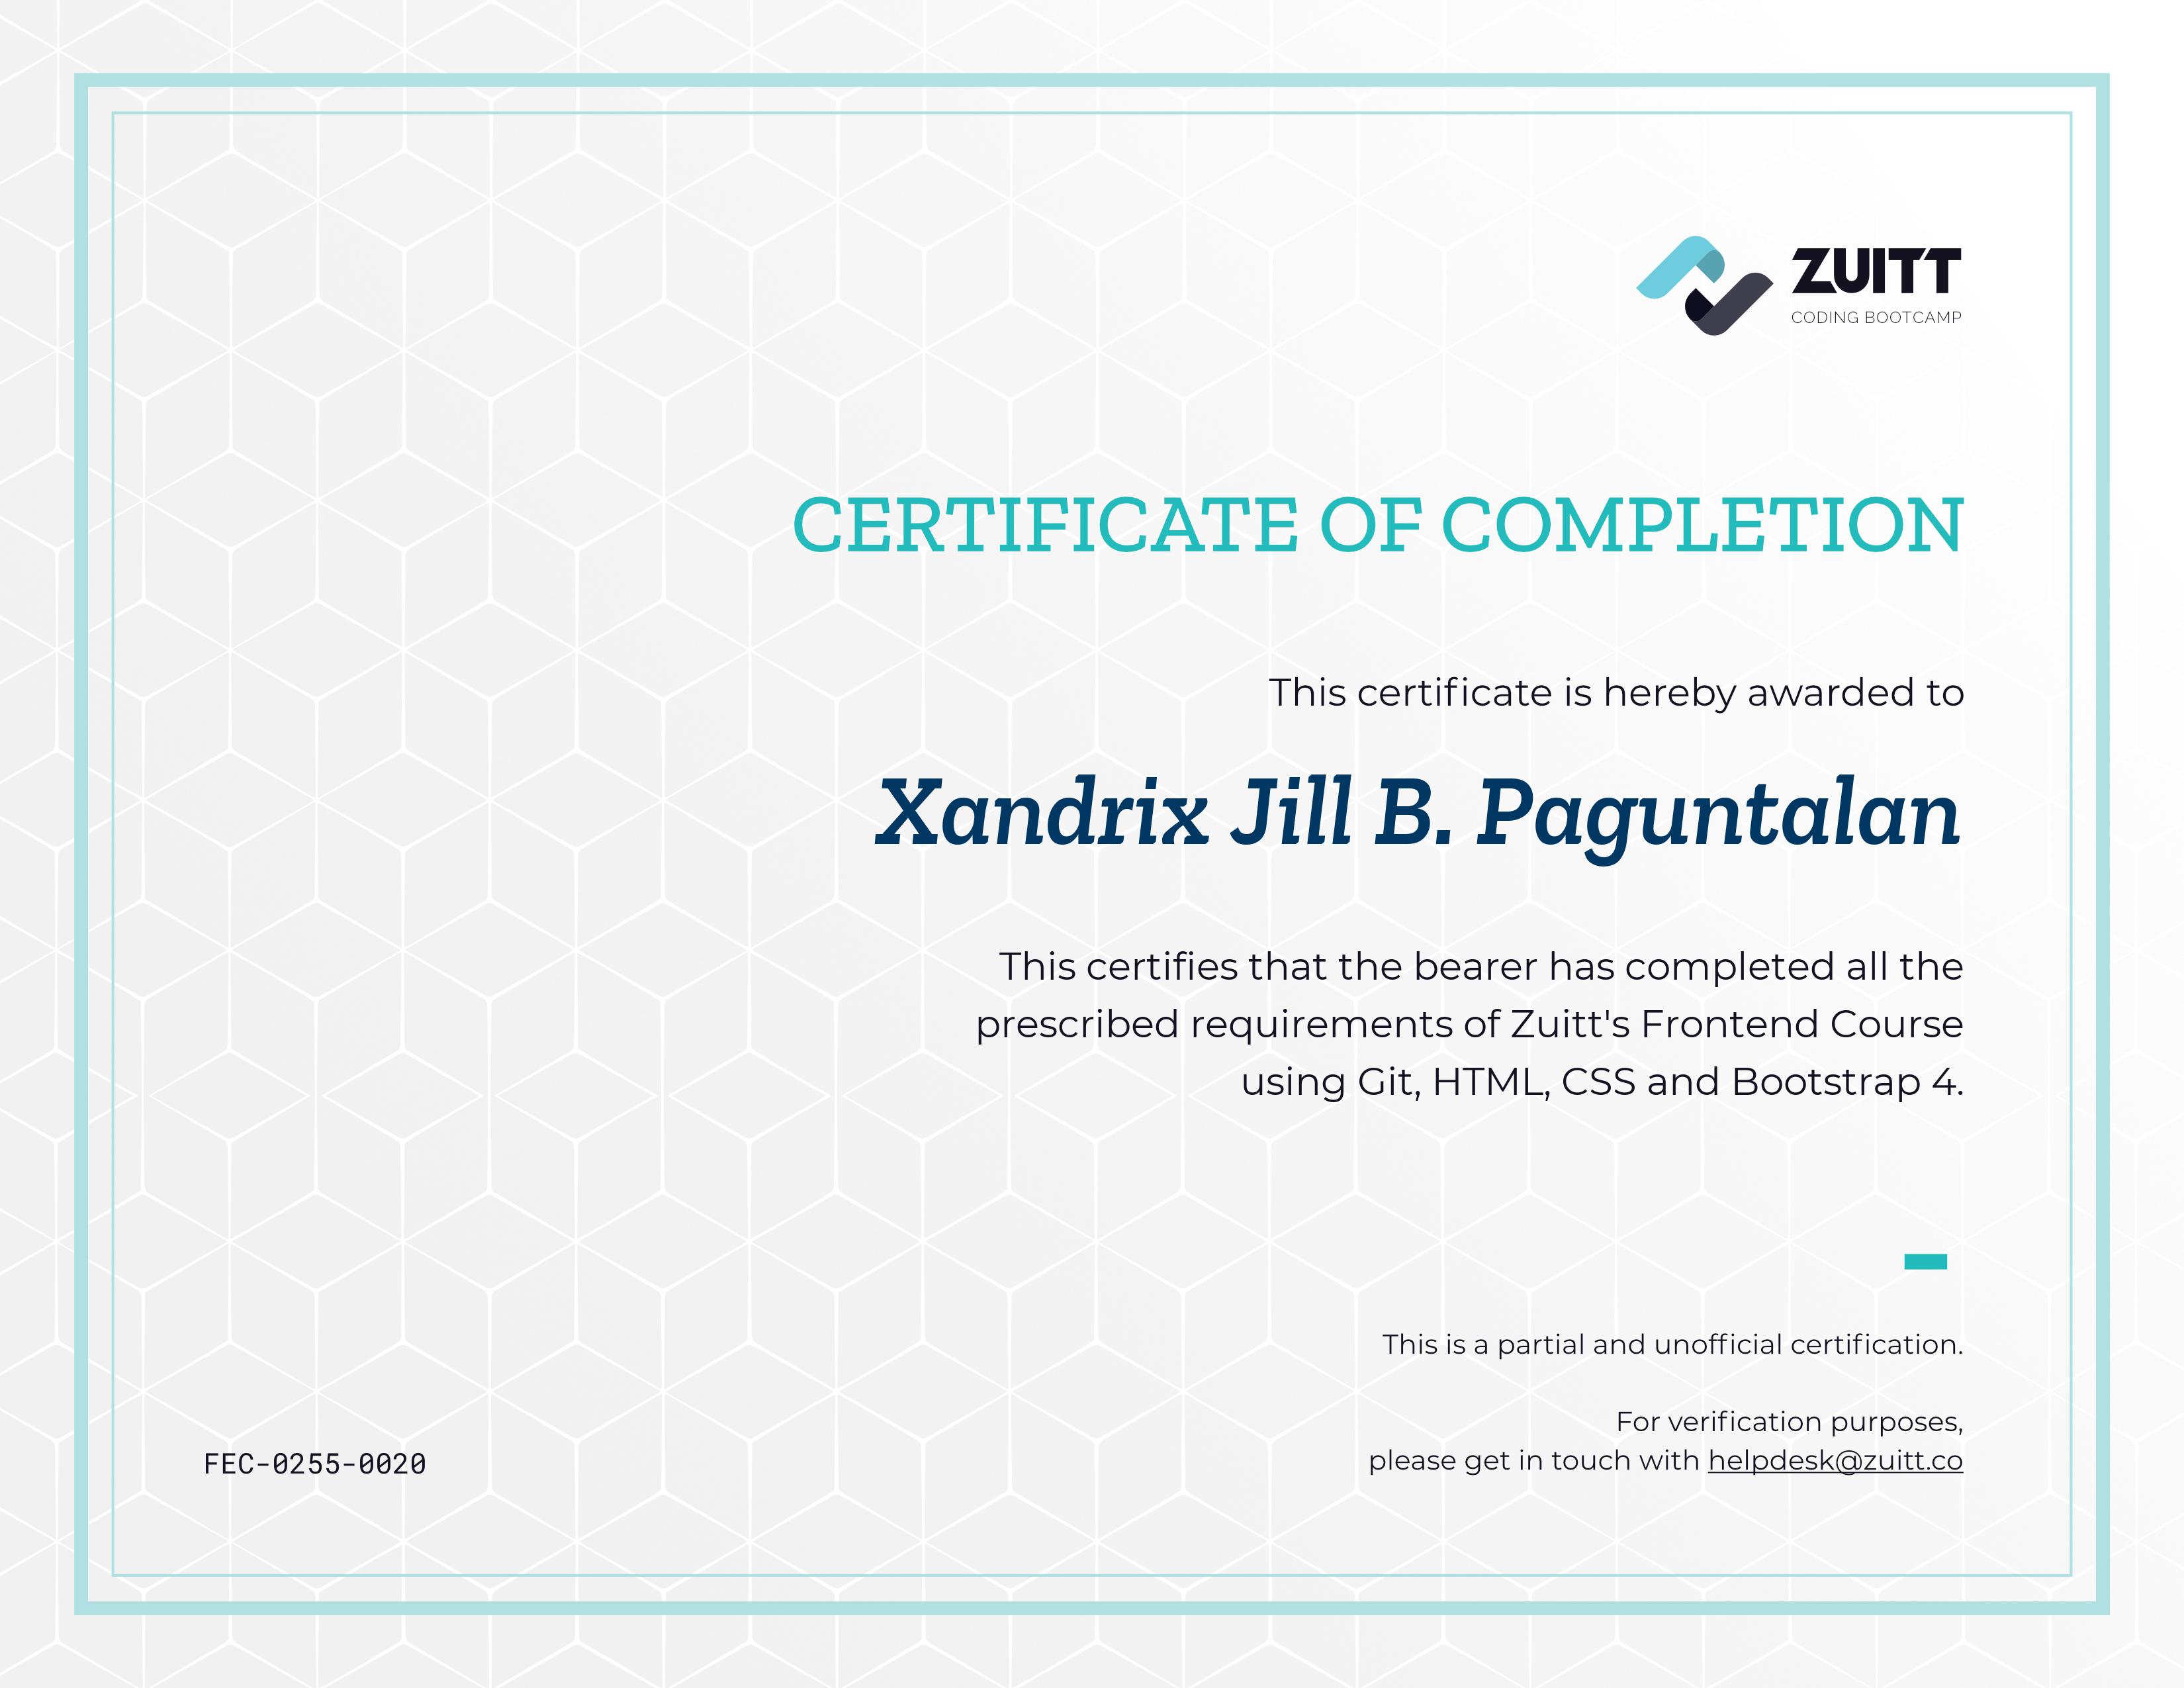 ZUITT
CODING BOOTCAMP
CERTIFICATE OF COMPLETION
This certificate is hereby awarded to
Xandrix Jill B. Paguntalan
This certifies that the bearer has completed all the
prescribed requirements of Zuitt's Frontend Course
using Git, HTML, CSS and Bootstrap 4.
This is a partial and unofficial certification.
For verification purposes,
please get in touch with helpdesk@zuitt.co
FEC-0255-0020